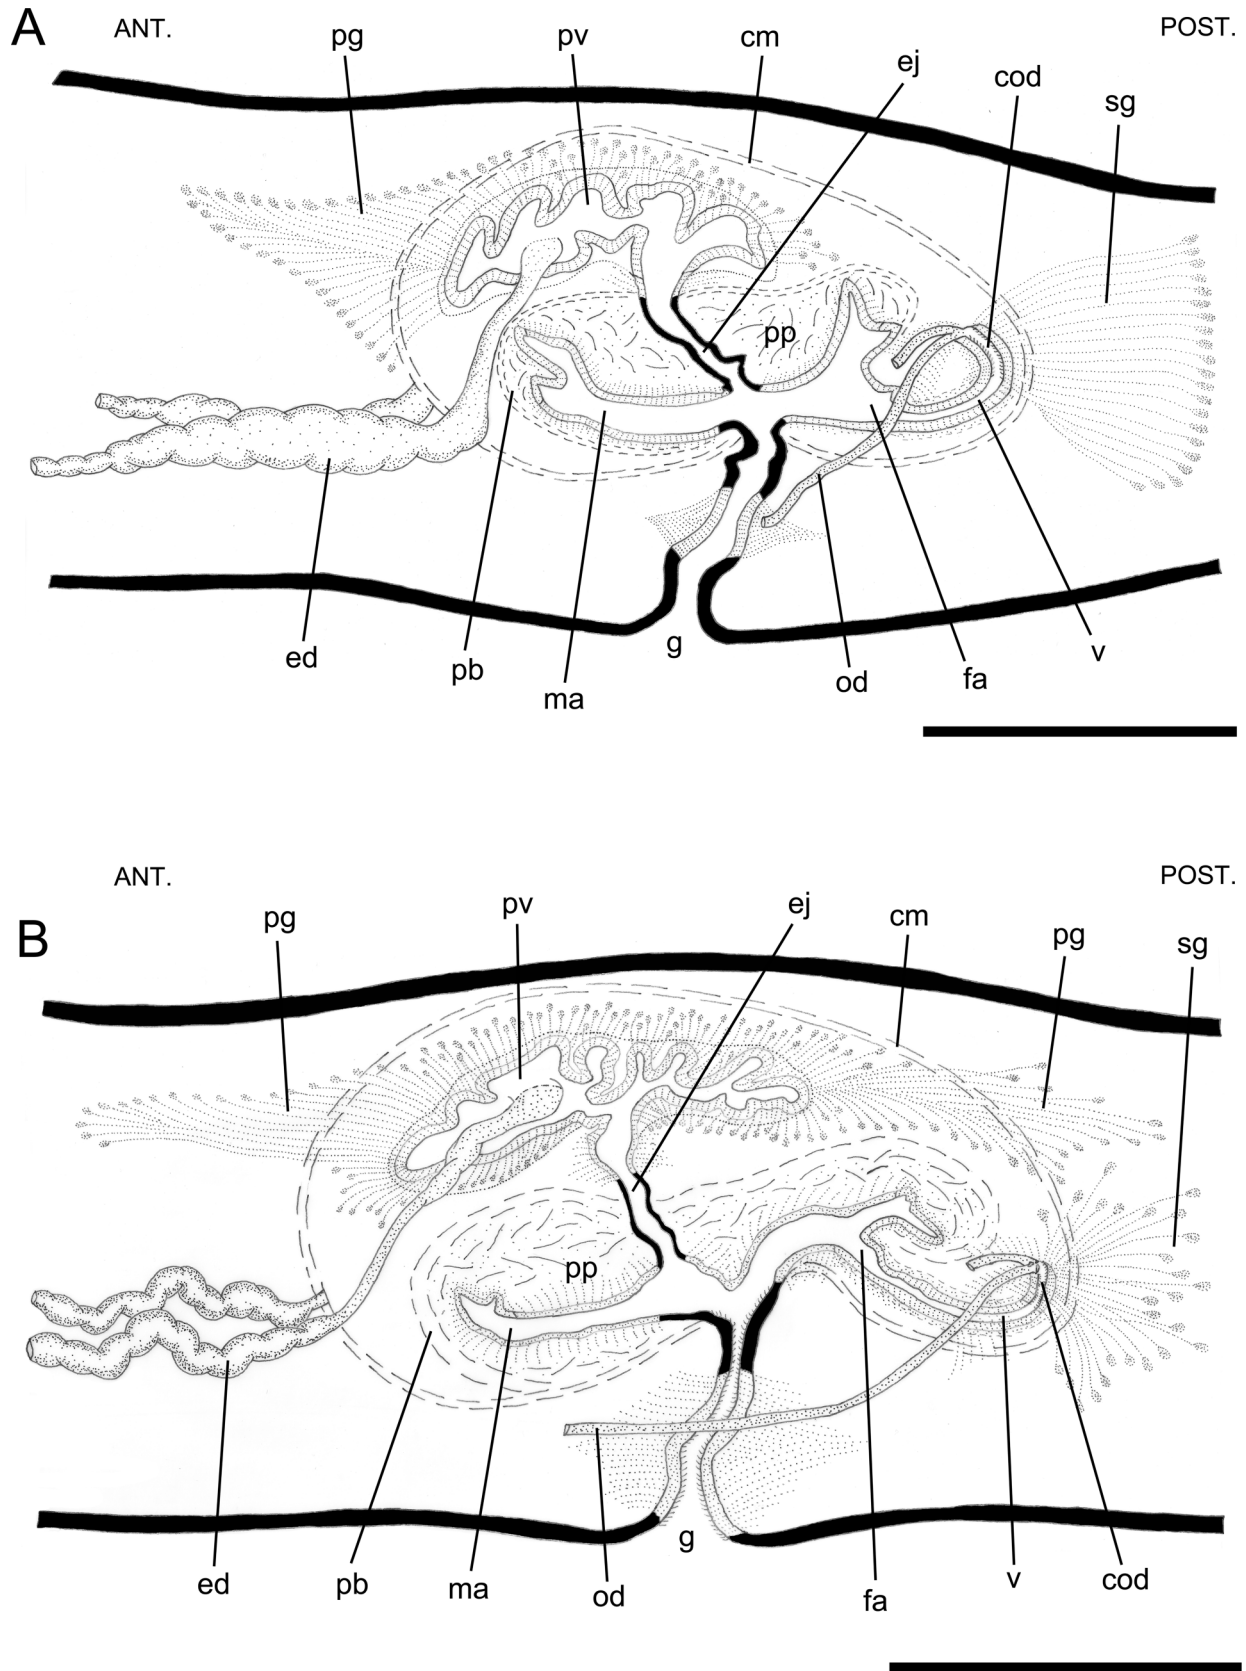 A
ANT.
POST.
pg
pv
cm
ej
cod
sg
pp
ed
pb
ma
g
od
fa
v
ANT.
POST.
B
pg
pv
ej
cm
pg
sg
pp
ed
pb
ma
od
g
fa
v
cod